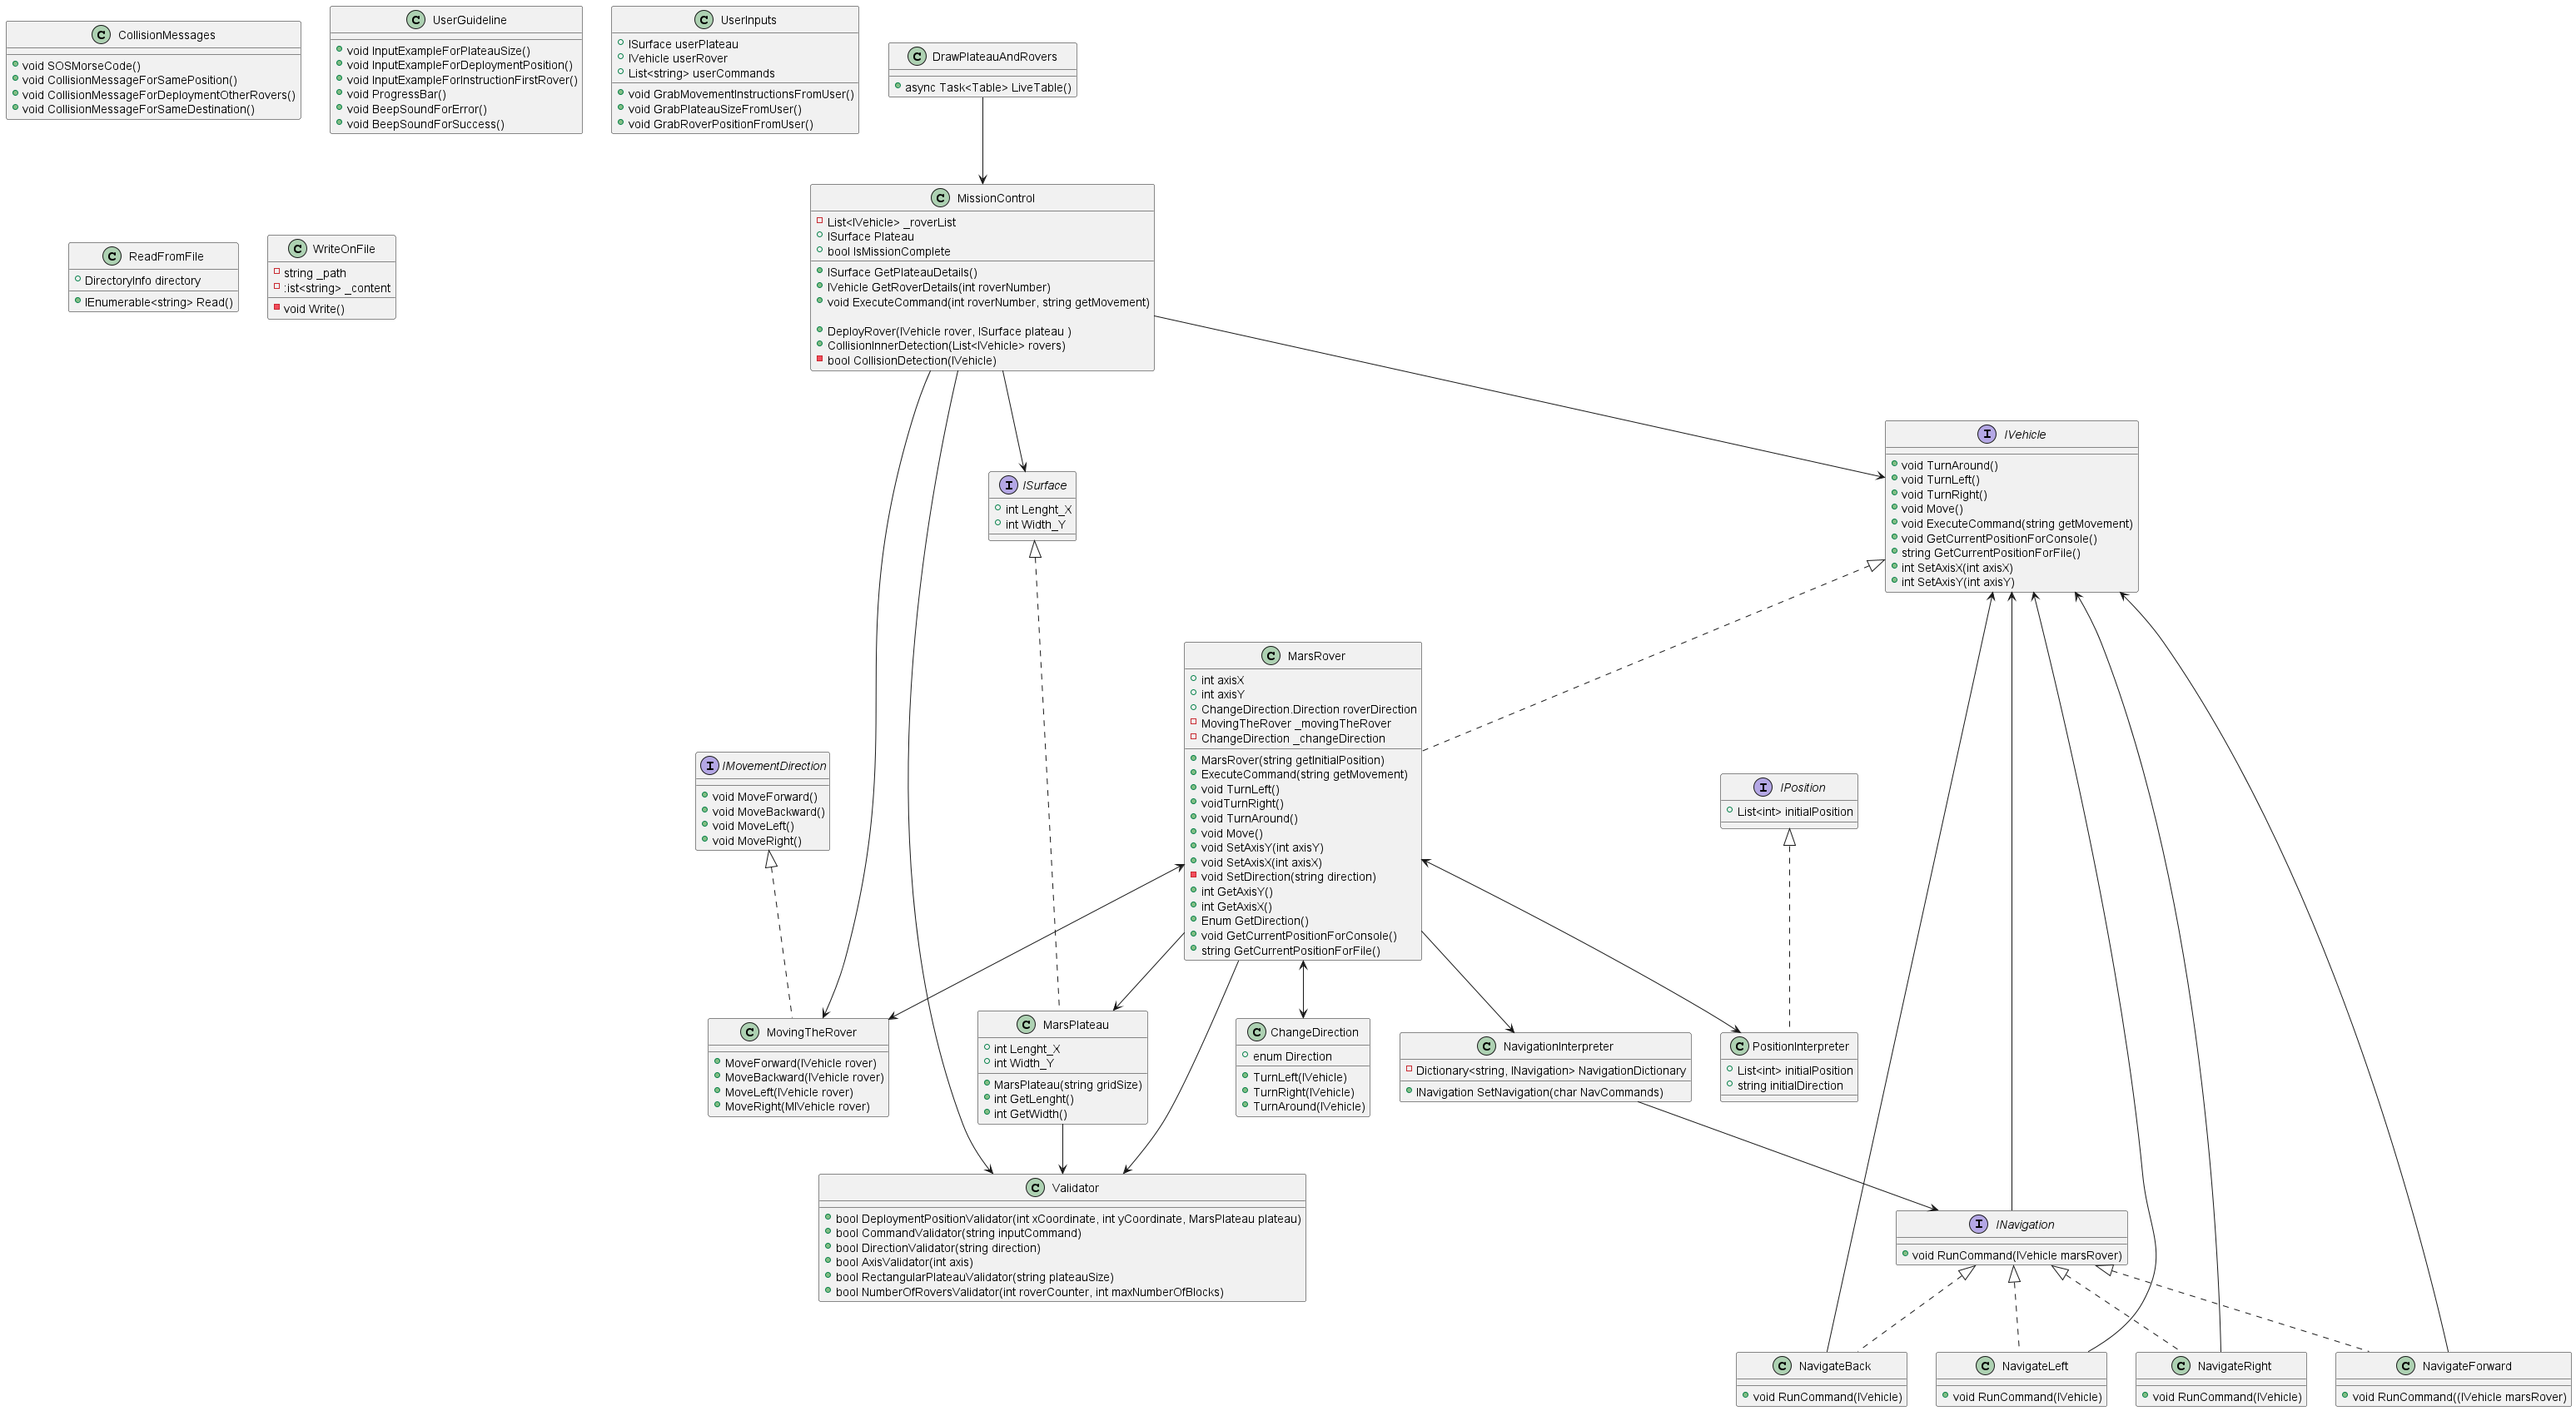 C CollisionMessages
void SOSMorseCode()
void CollisionMessageForSamePosition()
void CollisionMessageForDeploymentOtherRovers()
void CollisionMessageForSameDestination()
C UserGuideline
void InputExampleForPlateauSize()
void InputExampleForDeploymentPosition()
void InputExampleForInstructionFirstRover()
void ProgressBar()
void BeepSoundForError()
void BeepSoundForSuccess()
C UserInputs
ISurface userPlateau
IVehicle userRover
List<string> userCommands
void GrabMovementInstructionsFromUser()
void GrabPlateauSizeFromUser()
void GrabRoverPositionFromUser()
C DrawPlateauAndRovers
async Task<Table> LiveTable()
C ReadFromFile
DirectoryInfo directory
IEnumerable<string> Read()
C WriteOnFile
string _path
:ist<string> _content
void Write()
C MissionControl
List<IVehicle> _roverList
ISurface Plateau
bool IsMissionComplete
ISurface GetPlateauDetails()
IVehicle GetRoverDetails(int roverNumber)
void ExecuteCommand(int roverNumber, string getMovement)
DeployRover(IVehicle rover, ISurface plateau )
CollisionInnerDetection(List<IVehicle> rovers)
bool CollisionDetection(IVehicle)
I ISurface
int Lenght_X
int Width_Y
I IVehicle
void TurnAround()
void TurnLeft()
void TurnRight()
void Move()
void ExecuteCommand(string getMovement)
void GetCurrentPositionForConsole()
string GetCurrentPositionForFile()
int SetAxisX(int axisX)
int SetAxisY(int axisY)
I IMovementDirection
void MoveForward()
void MoveBackward()
void MoveLeft()
void MoveRight()
C MarsRover
int axisX
int axisY
ChangeDirection.Direction roverDirection
MovingTheRover _movingTheRover
ChangeDirection _changeDirection
MarsRover(string getInitialPosition)
ExecuteCommand(string getMovement)
void TurnLeft()
voidTurnRight()
void TurnAround()
void Move()
void SetAxisY(int axisY)
void SetAxisX(int axisX)
void SetDirection(string direction)
int GetAxisY()
int GetAxisX()
Enum GetDirection()
void GetCurrentPositionForConsole()
string GetCurrentPositionForFile()
I IPosition
List<int> initialPosition
C MovingTheRover
MoveForward(IVehicle rover)
MoveBackward(IVehicle rover)
MoveLeft(IVehicle rover)
MoveRight(MIVehicle rover)
C MarsPlateau
int Lenght_X
int Width_Y
MarsPlateau(string gridSize)
int GetLenght()
int GetWidth()
C ChangeDirection
enum Direction
TurnLeft(IVehicle)
TurnRight(IVehicle)
TurnAround(IVehicle)
C NavigationInterpreter
Dictionary<string, INavigation> NavigationDictionary
INavigation SetNavigation(char NavCommands)
C PositionInterpreter
List<int> initialPosition
string initialDirection
C Validator
bool DeploymentPositionValidator(int xCoordinate, int yCoordinate, MarsPlateau plateau)
bool CommandValidator(string inputCommand)
bool DirectionValidator(string direction)
bool AxisValidator(int axis)
bool RectangularPlateauValidator(string plateauSize)
bool NumberOfRoversValidator(int roverCounter, int maxNumberOfBlocks)
I INavigation
void RunCommand(IVehicle marsRover)
C NavigateBack
void RunCommand(IVehicle)
C NavigateLeft
void RunCommand(IVehicle)
C NavigateRight
void RunCommand(IVehicle)
C NavigateForward
void RunCommand((IVehicle marsRover)